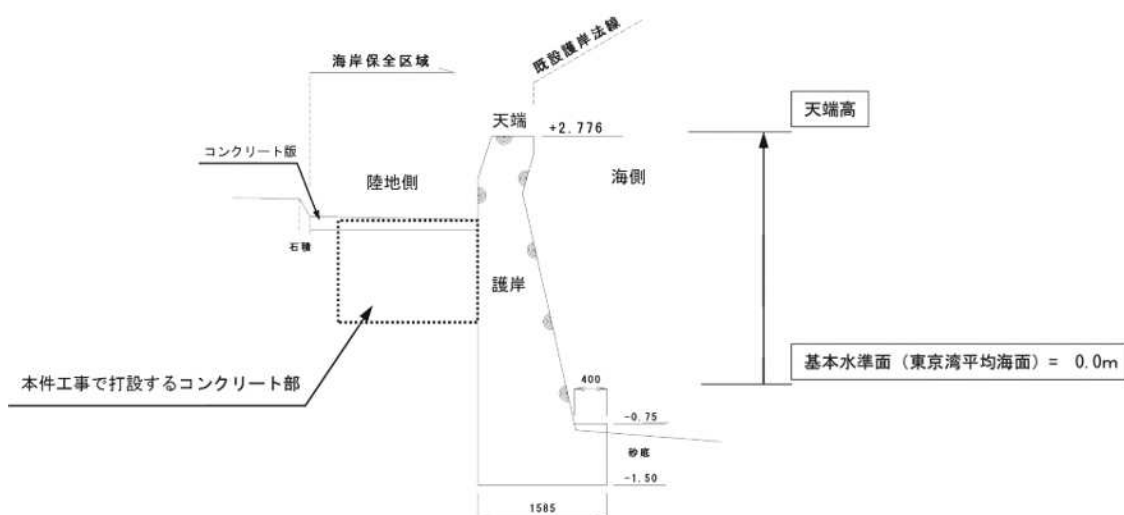 既設護岸法線
海岸保全区域
天端高
天端
+2.776
コンクリート版
陸地側
海側
石積
護岸
基本水準面（東京湾平均海面）= 0.0m
本件工事で打設するコンクリート部
400
-0.75
砂底
-1.50
1585